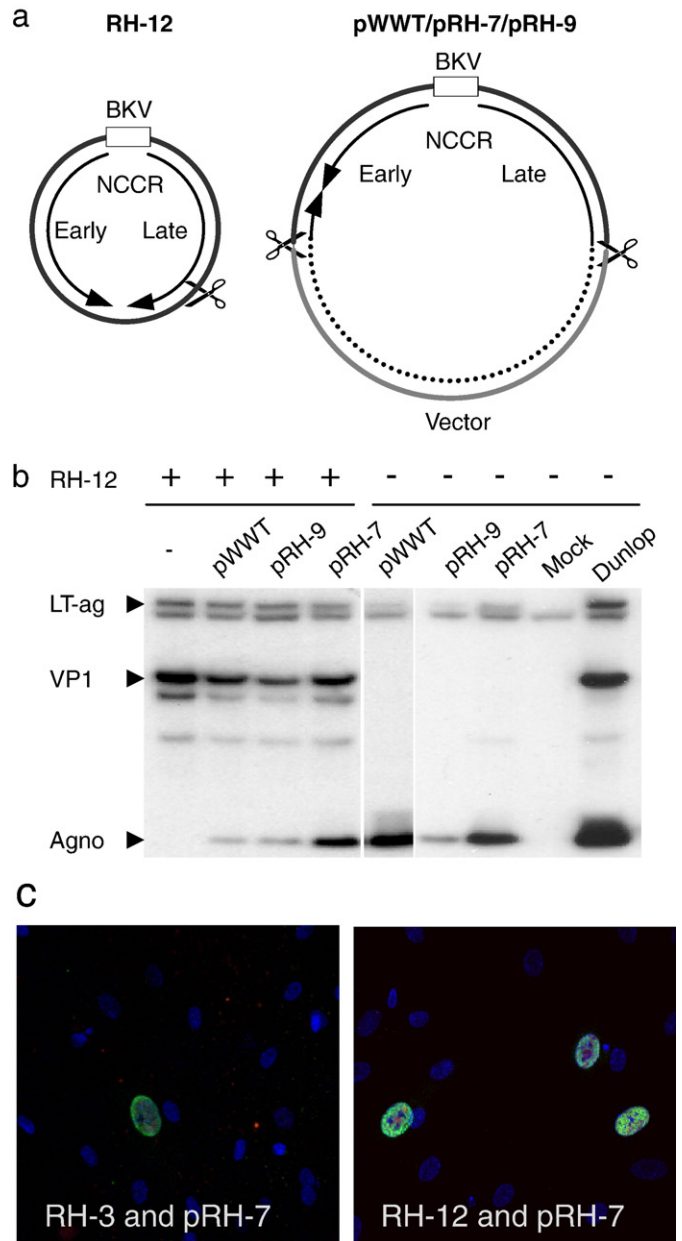 a
RH-12
pWWT/pRH-7/pRH-9
BKV
NCCR
Early
Late
BKV
NCCR
Early
Late
Vector
b
RH-12 + + + + - - - - -
- pWWT pRH-9 pRH-7 pWWT pRH-9 pRH-7 Mock Dunlop
LT-ag
VP1
Agno
c
RH-3 and pRH-7
RH-12 and pRH-7